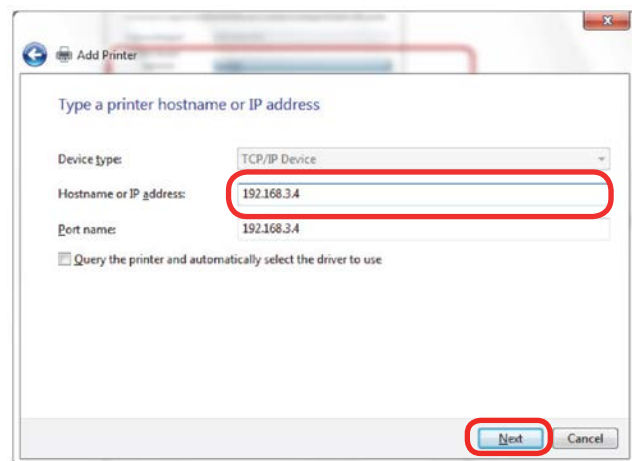 Add Printer
Type a printer hostname or IP address
Device type: TCP/IP Device
Hostname or IP address: 192.168.3.4
Port name: 192.168.3.4
Query the printer and automatically select the driver to use
Next Cancel